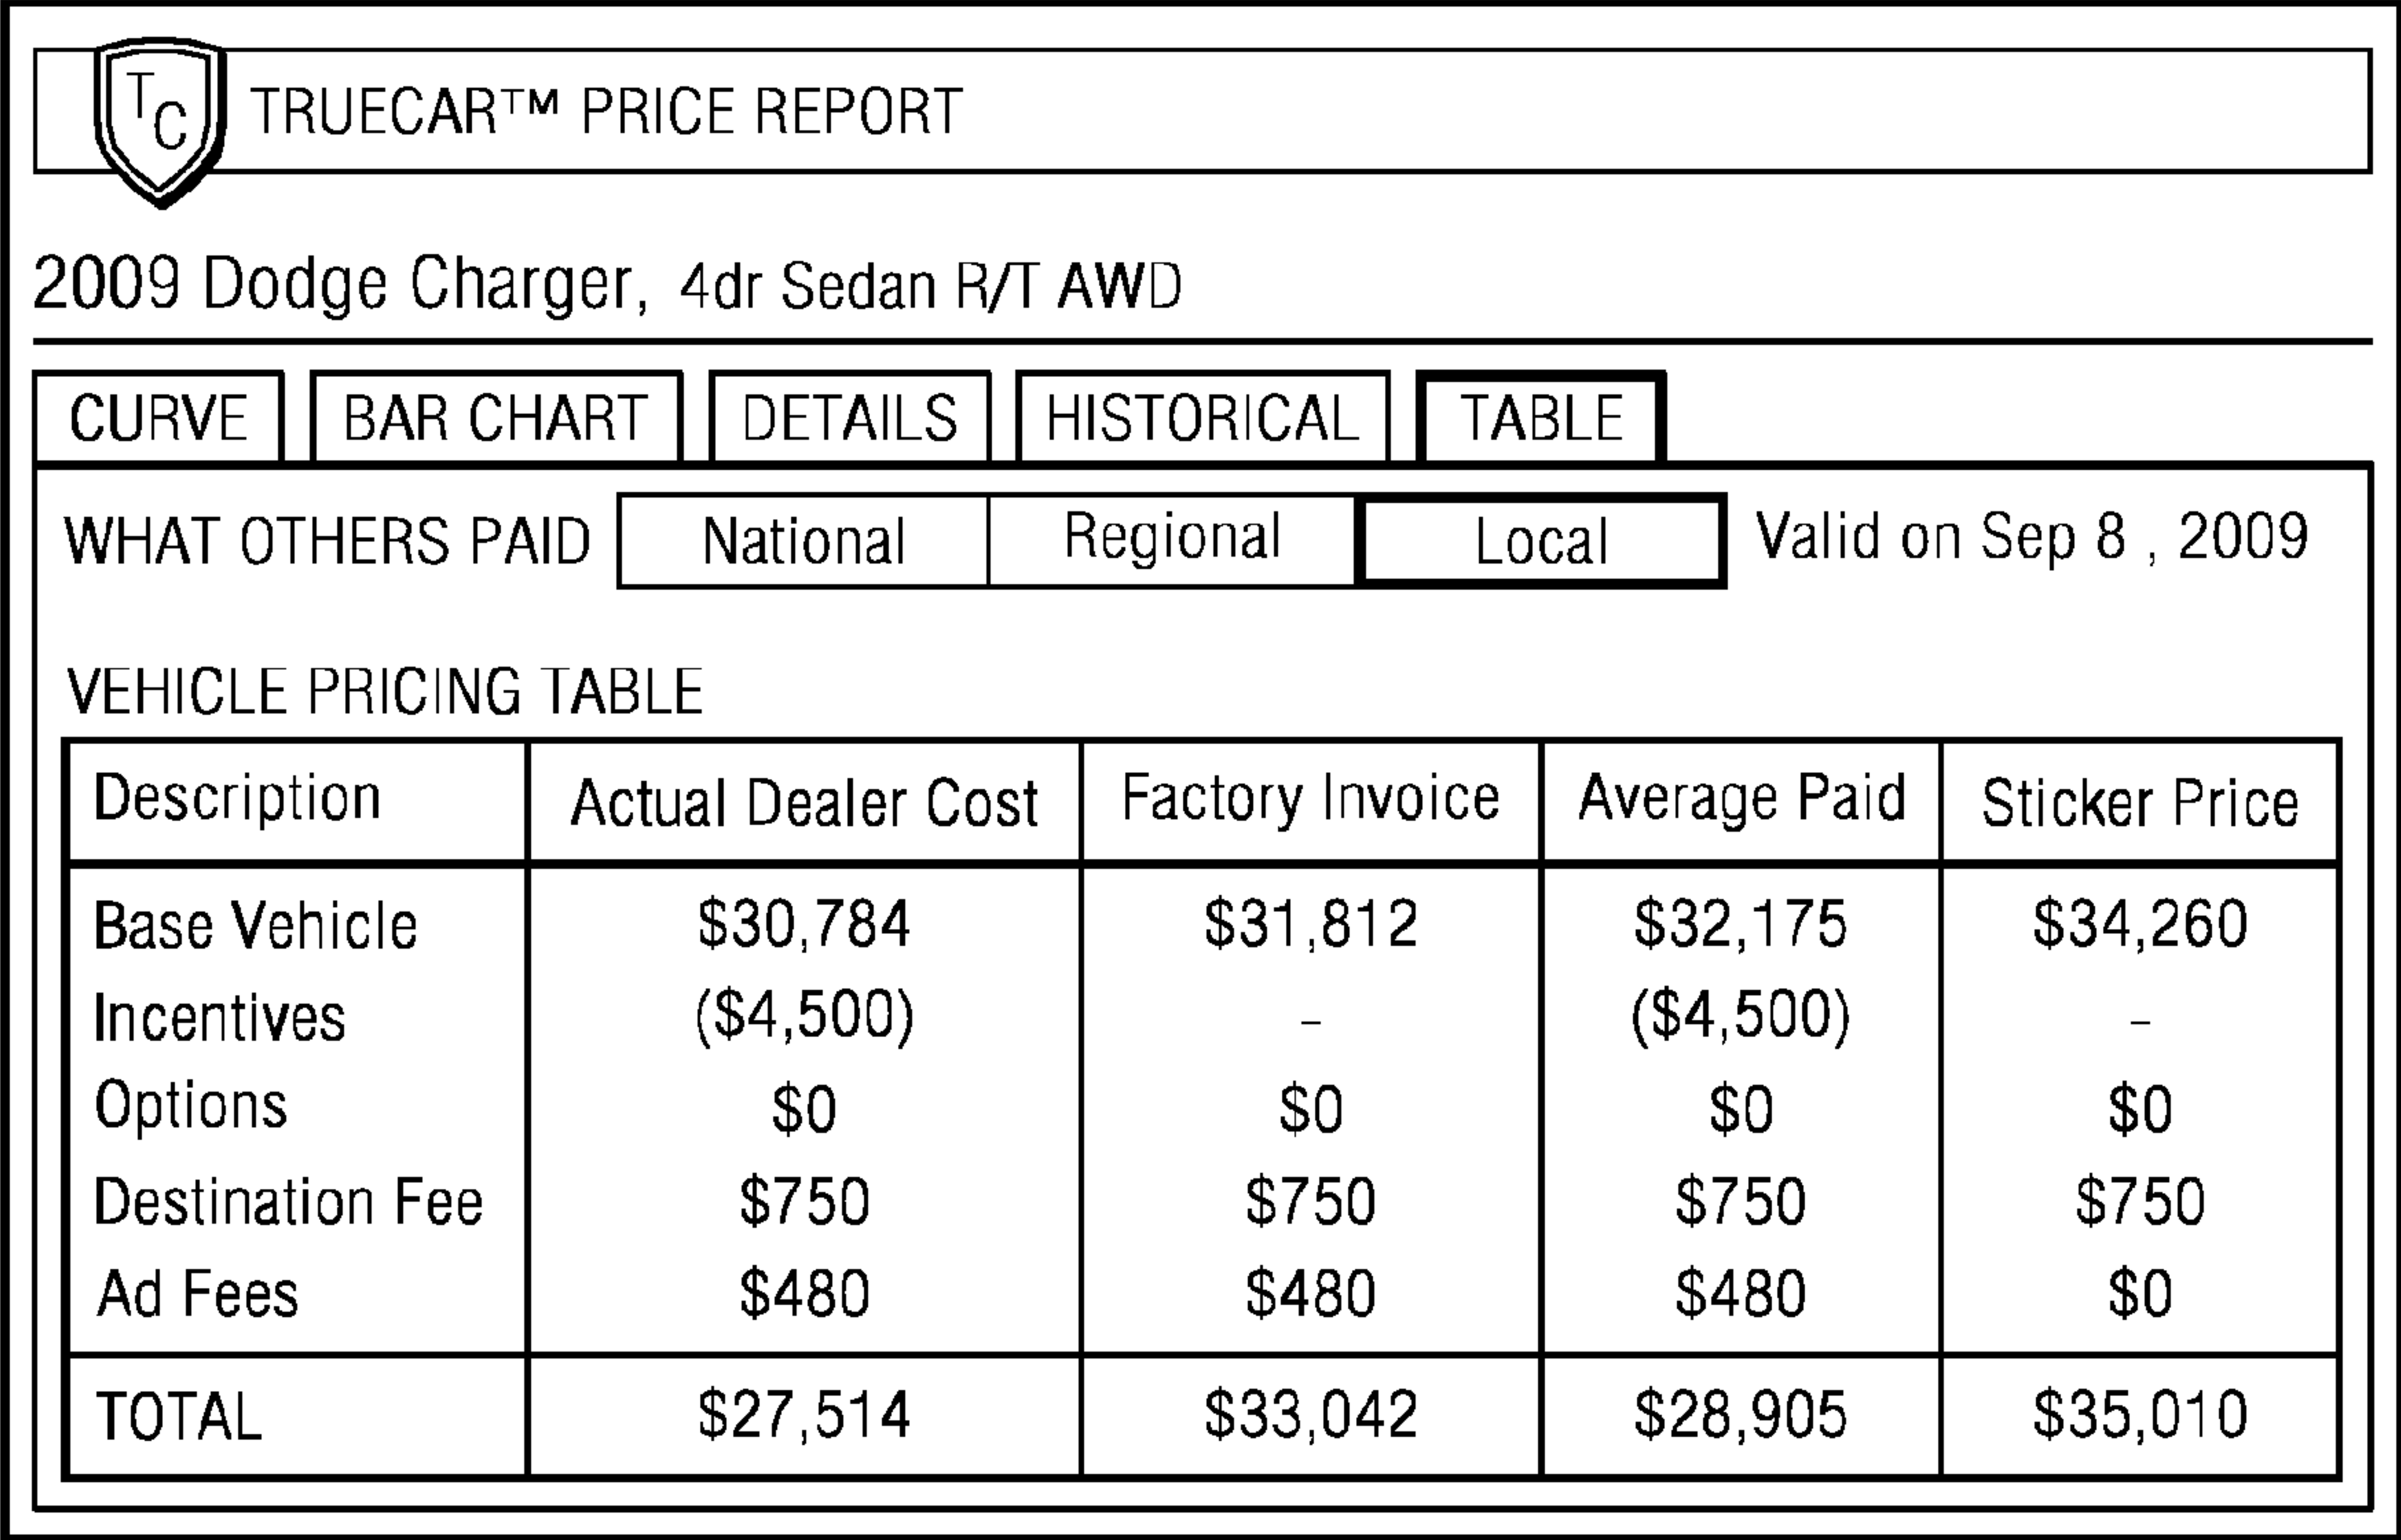 TC TRUECAR™ PRICE REPORT
2009 Dodge Charger, 4dr Sedan R/T AWD
CURVE BAR CHART DETAILS HISTORICAL TABLE
WHAT OTHERS PAID National Regional Local Valid on Sep 8 , 2009
VEHICLE PRICING TABLE
Description Actual Dealer Cost Factory Invoice Average Paid Sticker Price
Base Vehicle $30,784 $31,812 $32,175 $34,260
Incentives ($4,500) – ($4,500) –
Options $0 $0 $0 $0
Destination Fee $750 $750 $750 $750
Ad Fees $480 $480 $480 $0
TOTAL $27,514 $33,042 $28,905 $35,010